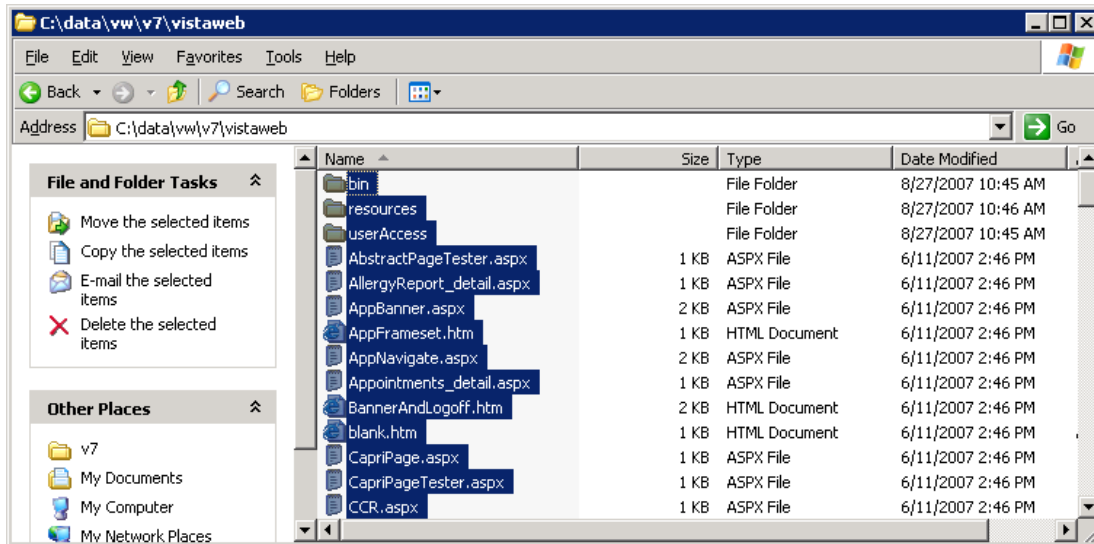 C:\data\vw\v7\vistaweb
File Edit View Favorites Tools Help
Back Search Folders
Address C:\data\vw\v7\vistaweb Go
File and Folder Tasks
Move the selected items
Copy the selected items
E-mail the selected
items
Delete the selected
items
Other Places
v7
My Documents
My Computer
My Network Places
Name Size Type Date Modified
bin File Folder 8/27/2007 10:45 AM
resources File Folder 8/27/2007 10:46 AM
userAccess File Folder 8/27/2007 10:45 AM
AbstractPageTester.aspx 1 KB ASPX File 6/11/2007 2:46 PM
AllergyReport_detail.aspx 1 KB ASPX File 6/11/2007 2:46 PM
AppBanner.aspx 2 KB ASPX File 6/11/2007 2:46 PM
AppFrameset.htm 1 KB HTML Document 6/11/2007 2:46 PM
AppNavigate.aspx 2 KB ASPX File 6/11/2007 2:46 PM
Appointments_detail.aspx 1 KB ASPX File 6/11/2007 2:46 PM
BannerAndLogoff.htm 2 KB HTML Document 6/11/2007 2:46 PM
blank.htm 1 KB HTML Document 6/11/2007 2:46 PM
CapriPage.aspx 1 KB ASPX File 6/11/2007 2:46 PM
CapriPageTester.aspx 1 KB ASPX File 6/11/2007 2:46 PM
CCR.aspx 1 KB ASPX File 6/11/2007 2:46 PM